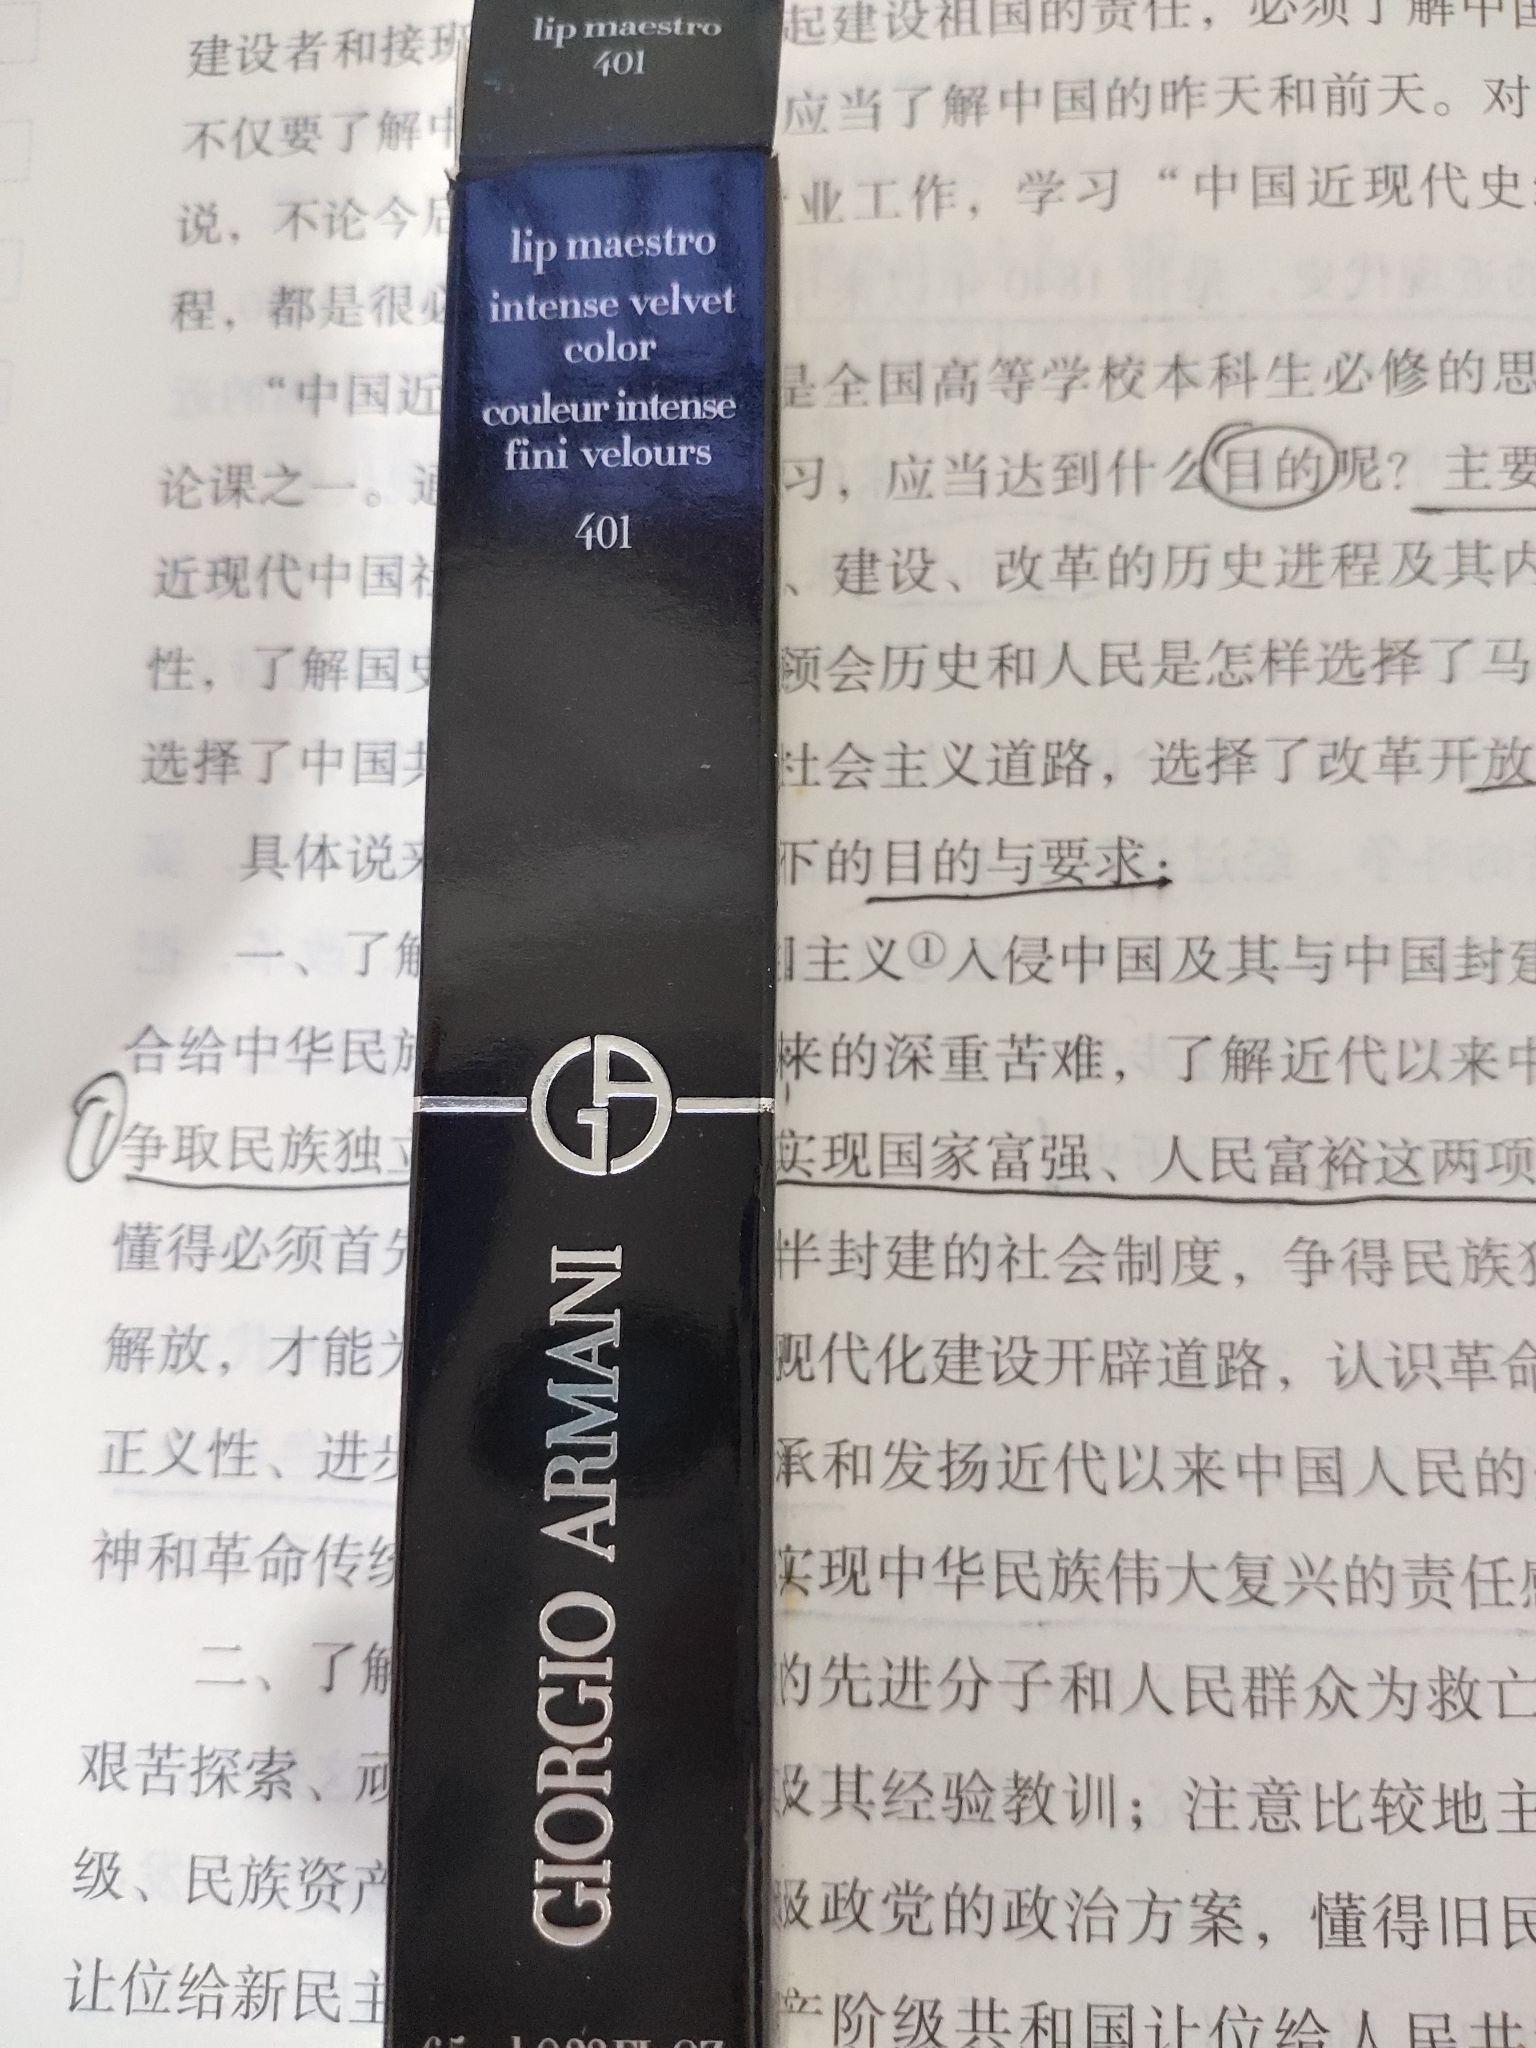 lip maestro
401
lip maestro
intense velvet
color
couleur intense
fini velours
401
GA
GIORGIO ARMANI
建设者和接班 起建设祖国的责任，必须了解中国
不仅要了解中 应当了解中国的昨天和前天。对
说，不论今后 业工作，学习“中国近现代史
程，都是很必
“中国近 是全国高等学校本科生必修的思
论课之一。通 习，应当达到什么目的呢？主要
近现代中国社 、建设、改革的历史进程及其内
性，了解国史 领会历史和人民是怎样选择了马
选择了中国共 社会主义道路，选择了改革开放
具体说来 下的目的与要求：
一、了解 主义①入侵中国及其与中国封建
合给中华民族 来的深重苦难，了解近代以来中
①争取民族独立 实现国家富强、人民富裕这两项
懂得必须首先 半封建的社会制度，争得民族独
解放，才能为 现代化建设开辟道路，认识革命
正义性、进步 承和发扬近代以来中国人民的
神和革命传统 实现中华民族伟大复兴的责任感
二、了解 的先进分子和人民群众为救亡
艰苦探索、顽 及其经验教训；注意比较地主
级、民族资产 级政党的政治方案，懂得旧民
让位给新民主 产阶级共和国让位给人民共